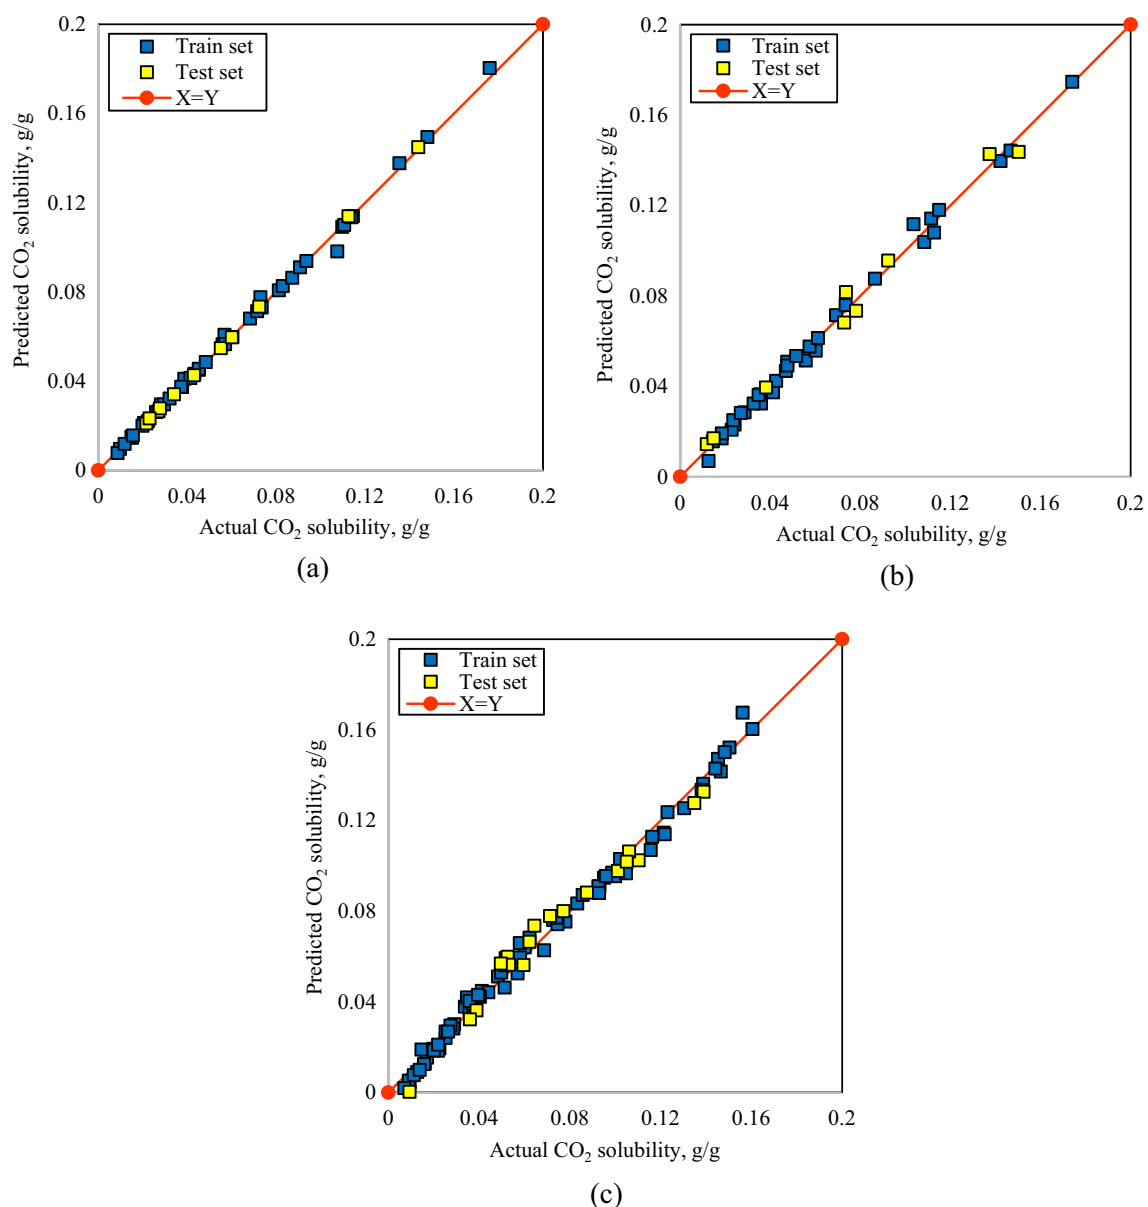 0.2
Train set
Test set
X=Y
0.16
0.12
0.08
0.04
0
Predicted CO2 solubility, g/g
0 0.04 0.08 0.12 0.16 0.2
Actual CO2 solubility, g/g
(a)
0.2
Train set
Test set
X=Y
0.16
0.12
0.08
0.04
0
Predicted CO2 solubility, g/g
0 0.04 0.08 0.12 0.16 0.2
Actual CO2 solubility, g/g
(b)
0.2
Train set
Test set
X=Y
0.16
0.12
0.08
0.04
0
Predicted CO2 solubility, g/g
0 0.04 0.08 0.12 0.16 0.2
Actual CO2 solubility, g/g
(c)